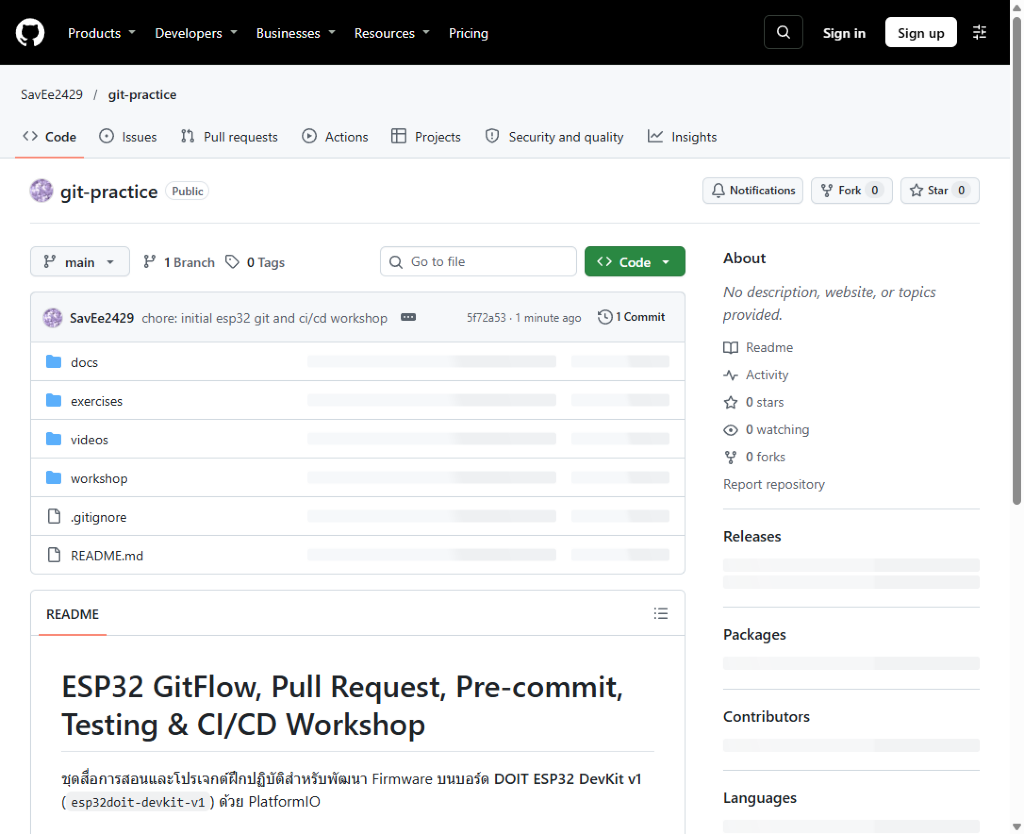 Products Developers Businesses Resources Pricing Sign in Sign up
SavEe2429 / git-practice
Code Issues Pull requests Actions Projects Security and quality Insights
git-practice Public Notifications Fork 0 Star 0
main 1 Branch 0 Tags Go to file Code
SavEe2429 chore: initial esp32 git and ci/cd workshop 5f72a53 · 1 minute ago 1 Commit
docs
exercises
videos
workshop
.gitignore
README.md
About
No description, website, or topics
provided.
Readme
Activity
0 stars
0 watching
0 forks
Report repository
Releases
Packages
Contributors
Languages
README
ESP32 GitFlow, Pull Request, Pre-commit,
Testing & CI/CD Workshop
ชุดสื่อการสอนและโปรเจกต์ฝึกปฏิบัติสำหรับพัฒนา Firmware บนบอร์ด DOIT ESP32 DevKit v1
( esp32doit-devkit-v1 ) ด้วย PlatformIO